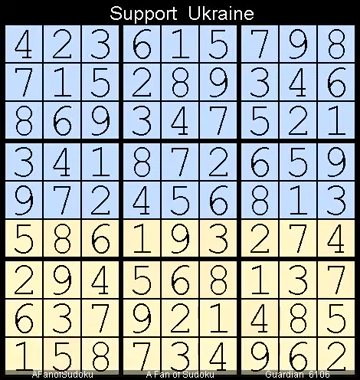 Support Ukraine
4 2 3 6 1 5 7 9 8
7 1 5 2 8 9 3 4 6
8 6 9 3 4 7 5 2 1
3 4 1 8 7 2 6 5 9
9 7 2 4 5 6 8 1 3
5 8 6 1 9 3 2 7 4
2 9 4 5 6 8 1 3 7
6 3 7 9 2 1 4 8 5
1 5 8 7 3 4 9 6 2
AFanofSudoku A Fan of Sudoku Guardian 6106